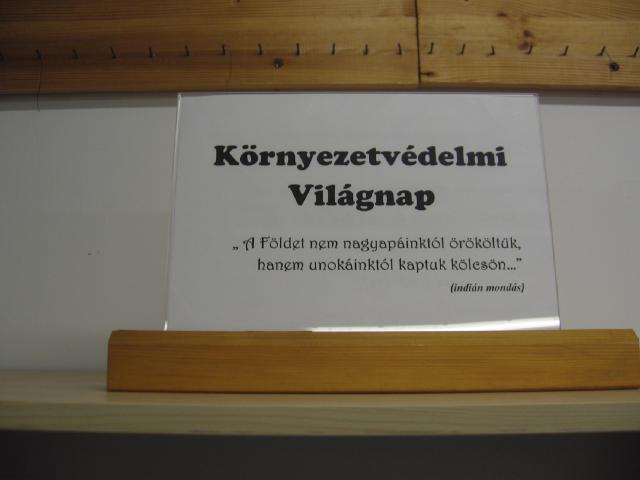 Környezetvédelmi
Világnap
„ A Földet nem nagyapáinktól örököltük,
hanem unokáinktól kaptuk kölcsön..."
(indián mondás)